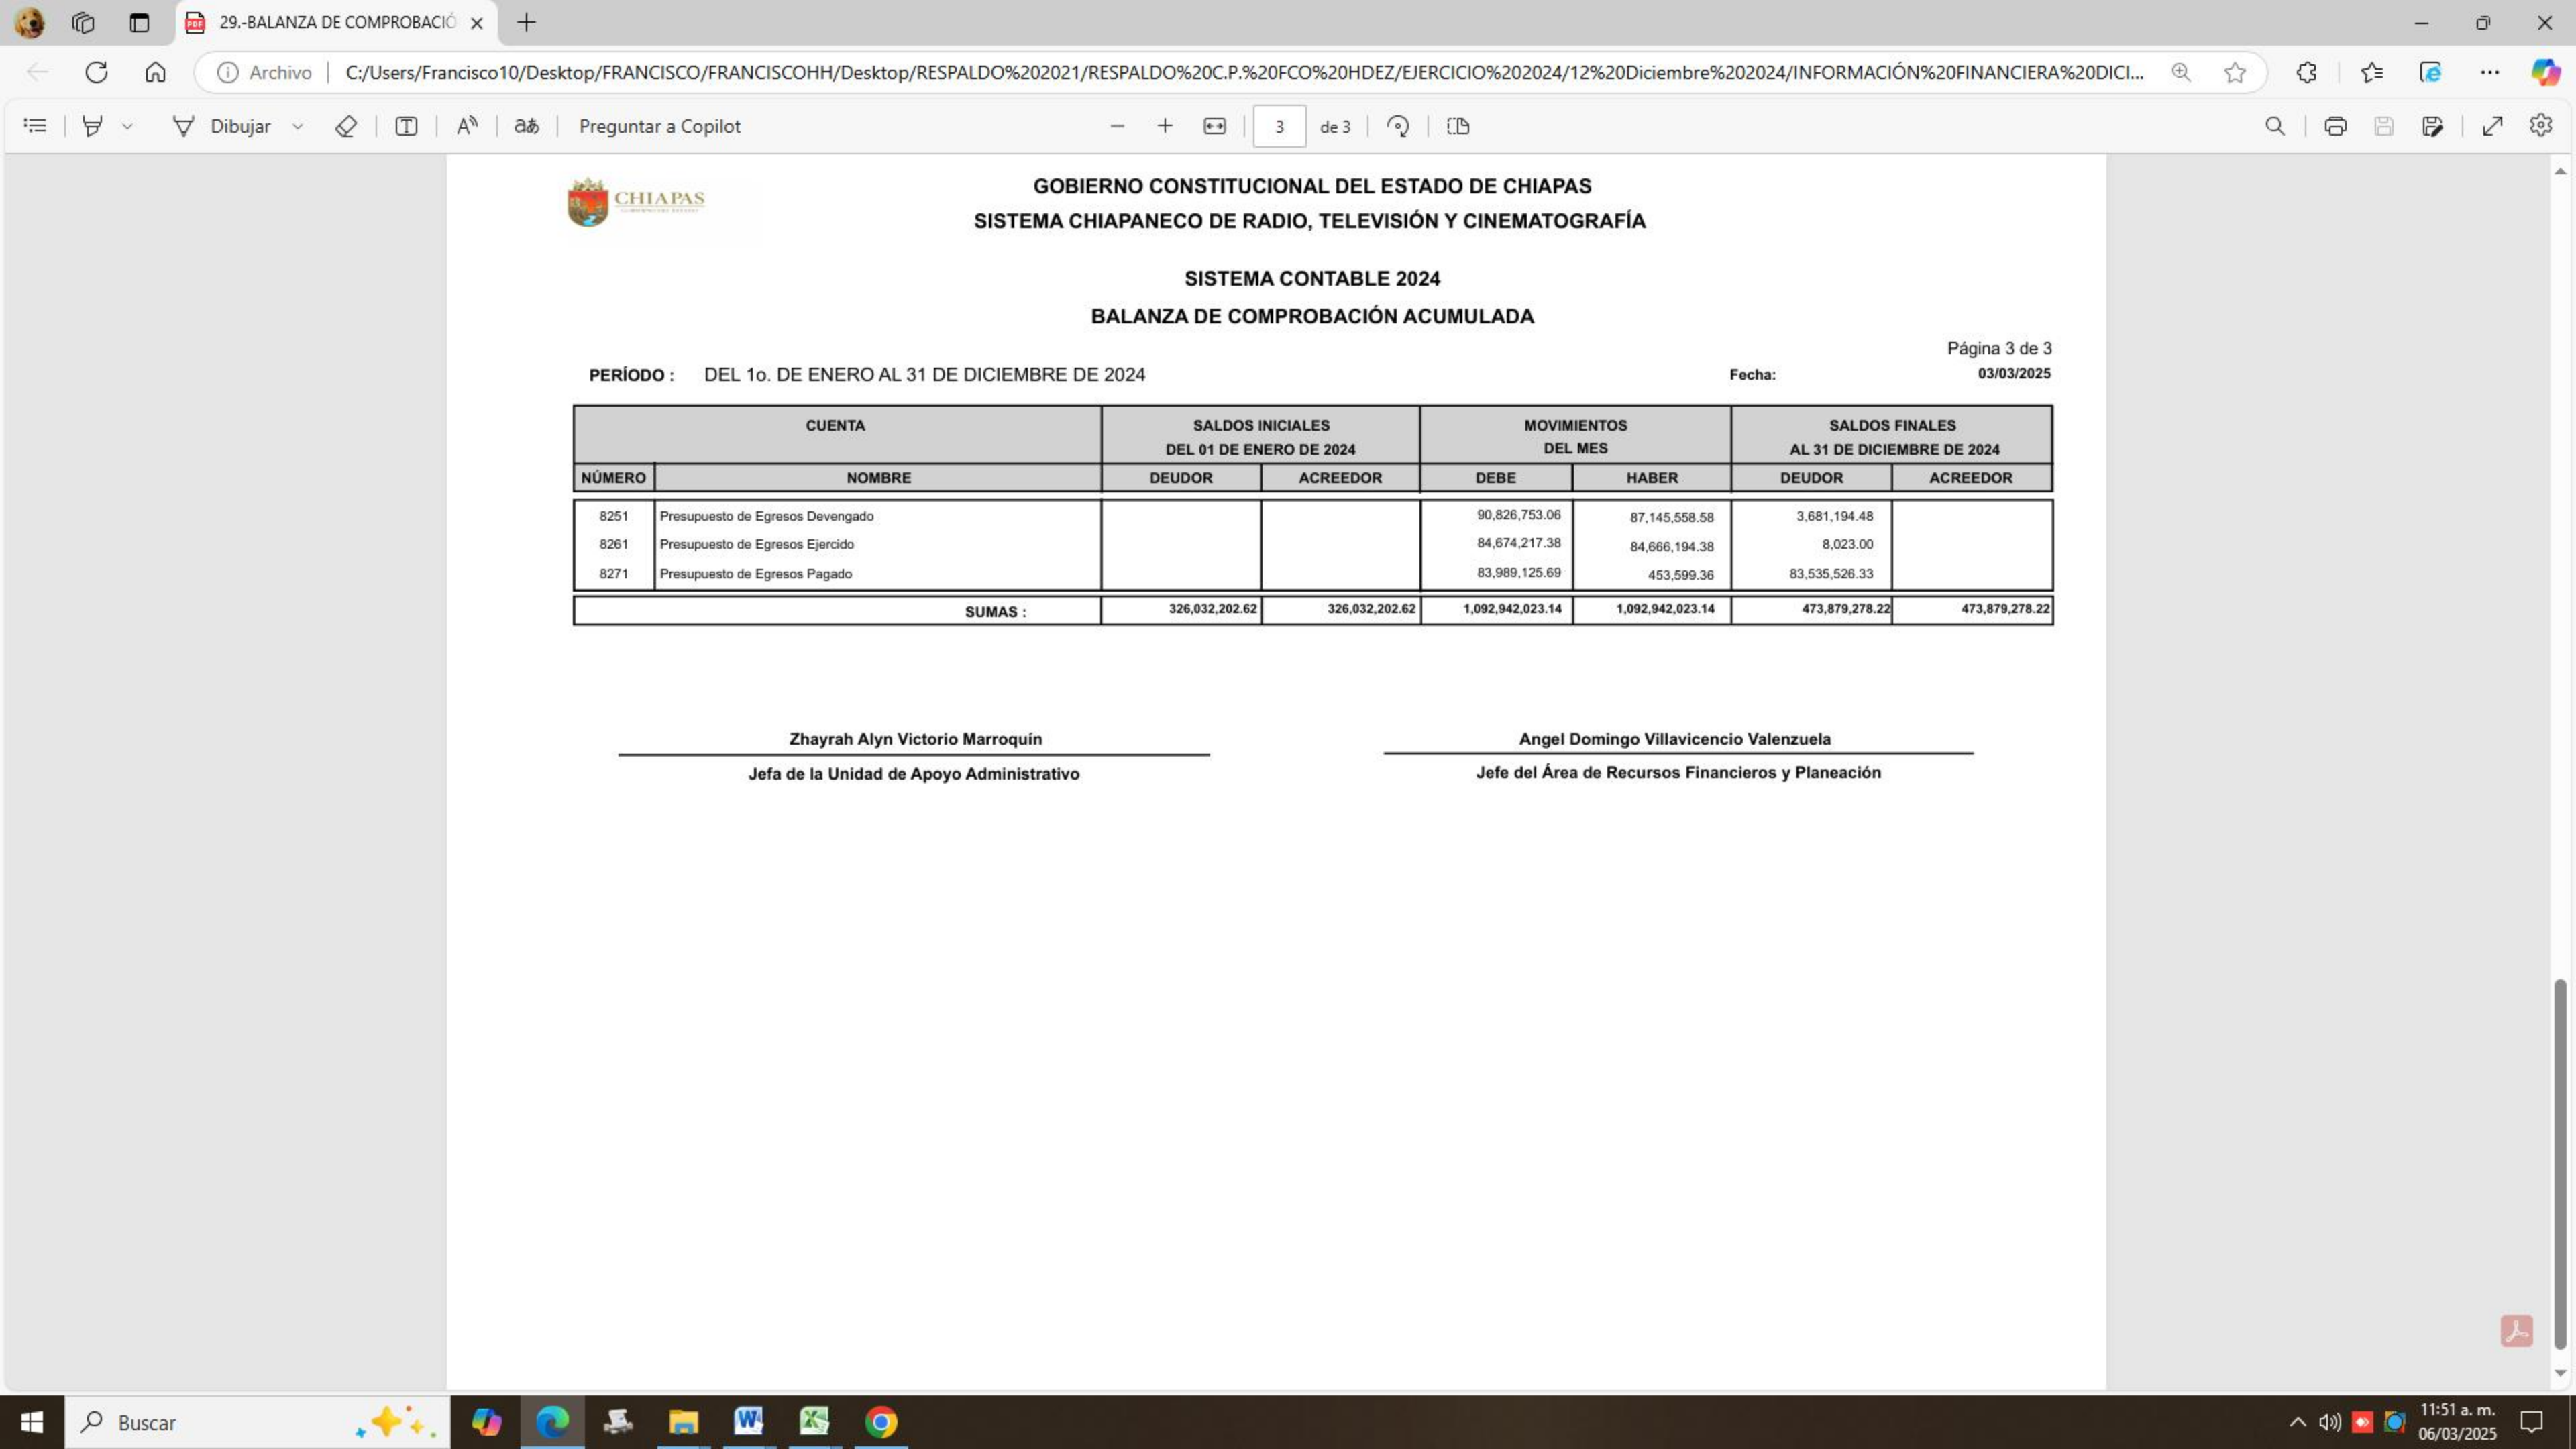 29.-BALANZA DE COMPROBACIÓ
Archivo
C:/Users/Francisco10/Desktop/FRANCISCO/FRANCISCOHH/Desktop/RESPALDO%202021/RESPALDO%20C.P.%20FCO%20HDEZ/EJERCICIO%202024/12%20Diciembre%202024/INFORMACIÓN%20FINANCIERA%20DICI...
Dibujar
Preguntar a Copilot
3 de 3
CHIAPAS
GOBIERNO CONSTITUCIONAL DEL ESTADO DE CHIAPAS
SISTEMA CHIAPANECO DE RADIO, TELEVISIÓN Y CINEMATOGRAFÍA
SISTEMA CONTABLE 2024
BALANZA DE COMPROBACIÓN ACUMULADA
Página 3 de 3
PERÍODO : DEL 1o. DE ENERO AL 31 DE DICIEMBRE DE 2024 Fecha: 03/03/2025
CUENTA SALDOS INICIALES MOVIMIENTOS SALDOS FINALES
DEL 01 DE ENERO DE 2024 DEL MES AL 31 DE DICIEMBRE DE 2024
NÚMERO NOMBRE DEUDOR ACREEDOR DEBE HABER DEUDOR ACREEDOR
8251 Presupuesto de Egresos Devengado 90,826,753.06 87,145,558.58 3,681,194.48
8261 Presupuesto de Egresos Ejercido 84,674,217.38 84,666,194.38 8,023.00
8271 Presupuesto de Egresos Pagado 83,989,125.69 453,599.36 83,535,526.33
SUMAS : 326,032,202.62 326,032,202.62 1,092,942,023.14 1,092,942,023.14 473,879,278.22 473,879,278.22
Zhayrah Alyn Victorio Marroquín Angel Domingo Villavicencio Valenzuela
Jefa de la Unidad de Apoyo Administrativo Jefe del Área de Recursos Financieros y Planeación
Buscar
11:51 a. m.
06/03/2025